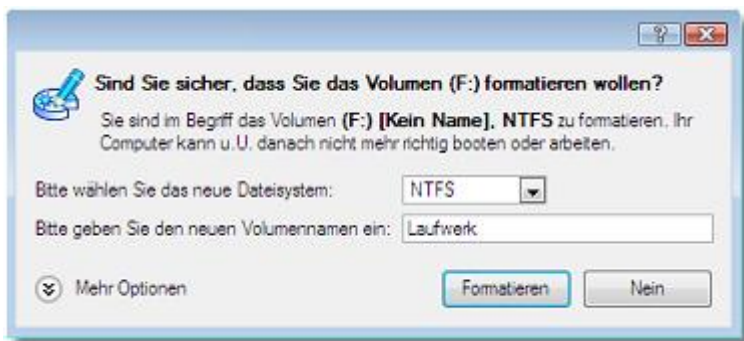 Sind Sie sicher, dass Sie das Volumen (F:) formatieren wollen?
Sie sind im Begriff das Volumen (F:) [Kein Name], NTFS zu formatieren. Ihr
Computer kann u.U. danach nicht mehr richtig booten oder arbeiten.
Bitte wählen Sie das neue Dateisystem: NTFS
Bitte geben Sie den neuen Volumennamen ein: Laufwerk
Mehr Optionen Formatieren Nein